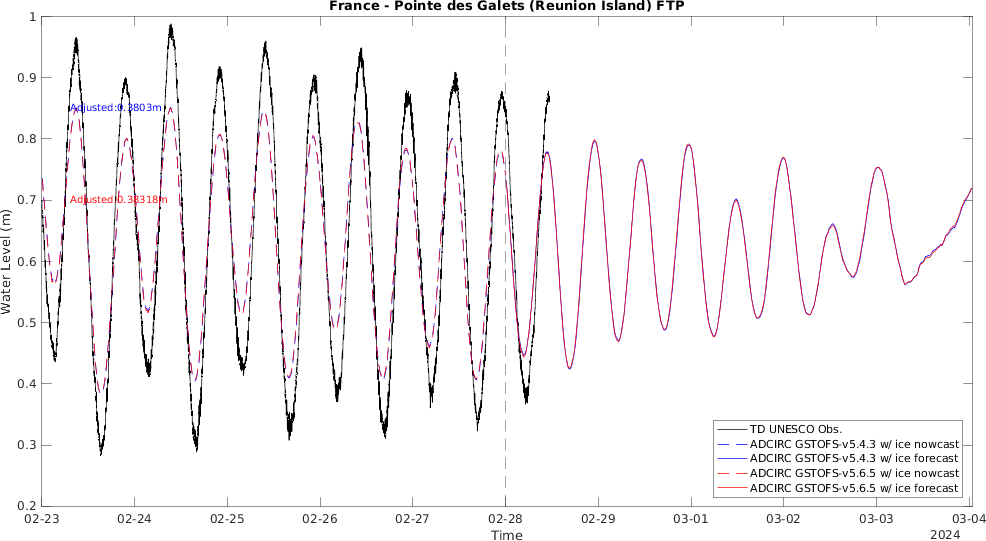 France - Pointe des Galets (Reunion Island) FTP
1
0.9
0.8
0.7
0.6
0.5
0.4
0.3
0.2
Water Level (m)
Adjusted:0.3803m
Adjusted:0.38318m
TD UNESCO Obs.
ADCIRC GSTOFS-v5.4.3 w/ ice nowcast
ADCIRC GSTOFS-v5.4.3 w/ ice forecast
ADCIRC GSTOFS-v5.6.5 w/ ice nowcast
ADCIRC GSTOFS-v5.6.5 w/ ice forecast
02-23 02-24 02-25 02-26 02-27 02-28 02-29 03-01 03-02 03-03 03-04
Time
2024